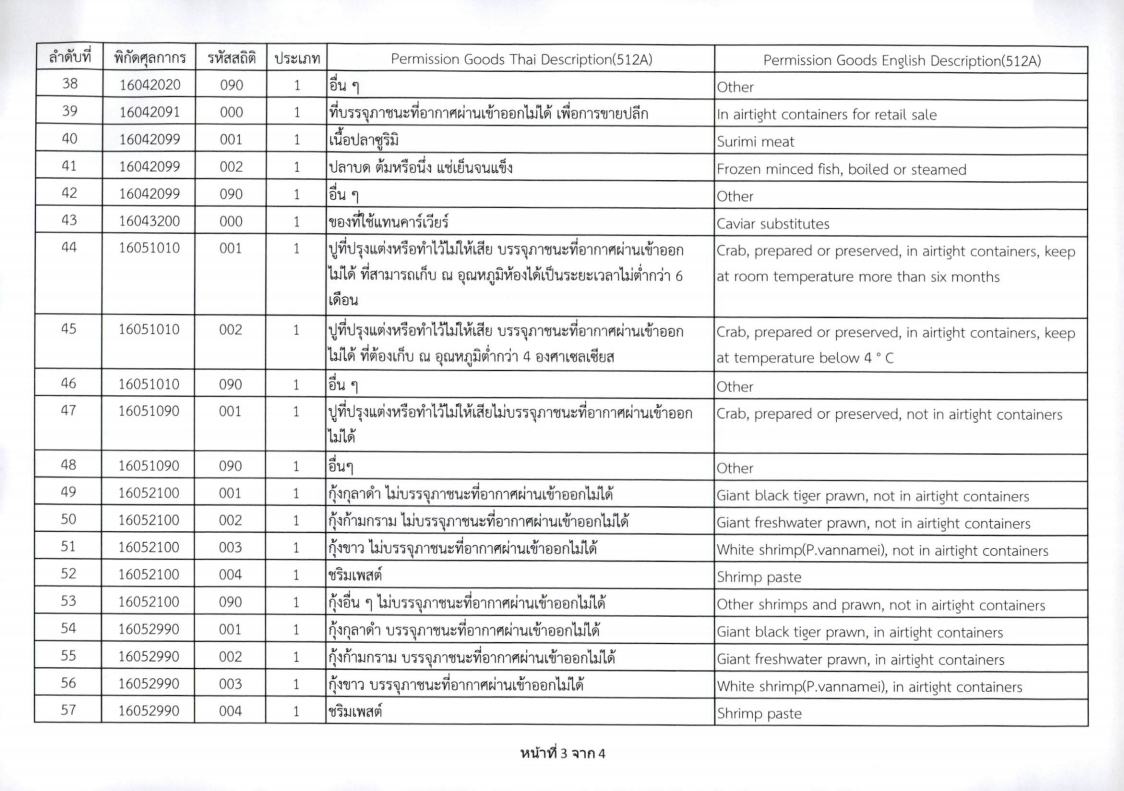 ลำดับที่ พิกัดศุลกากร รหัสสถิติ ประเภท Permission Goods Thai Description(512A) Permission Goods English Description(512A)
38 16042020 090 1 อื่น ๆ Other
39 16042091 000 1 ที่บรรจุภาชนะที่อากาศผ่านเข้าออกไม่ได้ เพื่อการขายปลีก In airtight containers for retail sale
40 16042099 001 1 เนื้อปลาซูริมิ Surimi meat
41 16042099 002 1 ปลาบด ต้มหรือนึ่ง แช่เย็นจนแข็ง Frozen minced fish, boiled or steamed
42 16042099 090 1 อื่น ๆ Other
43 16043200 000 1 ของที่ใช้แทนคาร์เวียร์ Caviar substitutes
44 16051010 001 1 ปูที่ปรุงแต่งหรือทำไว้ไม่ให้เสีย บรรจุภาชนะที่อากาศผ่านเข้าออก Crab, prepared or preserved, in airtight containers, keep
ไม่ได้ ที่สามารถเก็บ ณ อุณหภูมิห้องได้เป็นระยะเวลาไม่ต่ำกว่า 6 at room temperature more than six months
เดือน
45 16051010 002 1 ปูที่ปรุงแต่งหรือทำไว้ไม่ให้เสีย บรรจุภาชนะที่อากาศผ่านเข้าออก Crab, prepared or preserved, in airtight containers, keep
ไม่ได้ ที่ต้องเก็บ ณ อุณหภูมิต่ำกว่า 4 องศาเซลเซียส at temperature below 4 ° C
46 16051010 090 1 อื่น ๆ Other
47 16051090 001 1 ปูที่ปรุงแต่งหรือทำไว้ไม่ให้เสียไม่บรรจุภาชนะที่อากาศผ่านเข้าออก Crab, prepared or preserved, not in airtight containers
ไม่ได้
48 16051090 090 1 อื่นๆ Other
49 16052100 001 1 กุ้งกุลาดำ ไม่บรรจุภาชนะที่อากาศผ่านเข้าออกไม่ได้ Giant black tiger prawn, not in airtight containers
50 16052100 002 1 กุ้งก้ามกราม ไม่บรรจุภาชนะที่อากาศผ่านเข้าออกไม่ได้ Giant freshwater prawn, not in airtight containers
51 16052100 003 1 กุ้งขาว ไม่บรรจุภาชนะที่อากาศผ่านเข้าออกไม่ได้ White shrimp(P.vannamei), not in airtight containers
52 16052100 004 1 ชริมเพสต์ Shrimp paste
53 16052100 090 1 กุ้งอื่น ๆ ไม่บรรจุภาชนะที่อากาศผ่านเข้าออกไม่ได้ Other shrimps and prawn, not in airtight containers
54 16052990 001 1 กุ้งกุลาดำ บรรจุภาชนะที่อากาศผ่านเข้าออกไม่ได้ Giant black tiger prawn, in airtight containers
55 16052990 002 1 กุ้งก้ามกราม บรรจุภาชนะที่อากาศผ่านเข้าออกไม่ได้ Giant freshwater prawn, in airtight containers
56 16052990 003 1 กุ้งขาว บรรจุภาชนะที่อากาศผ่านเข้าออกไม่ได้ White shrimp(P.vannamei), in airtight containers
57 16052990 004 1 ชริมเพสต์ Shrimp paste
หน้าที่ 3 จาก 4